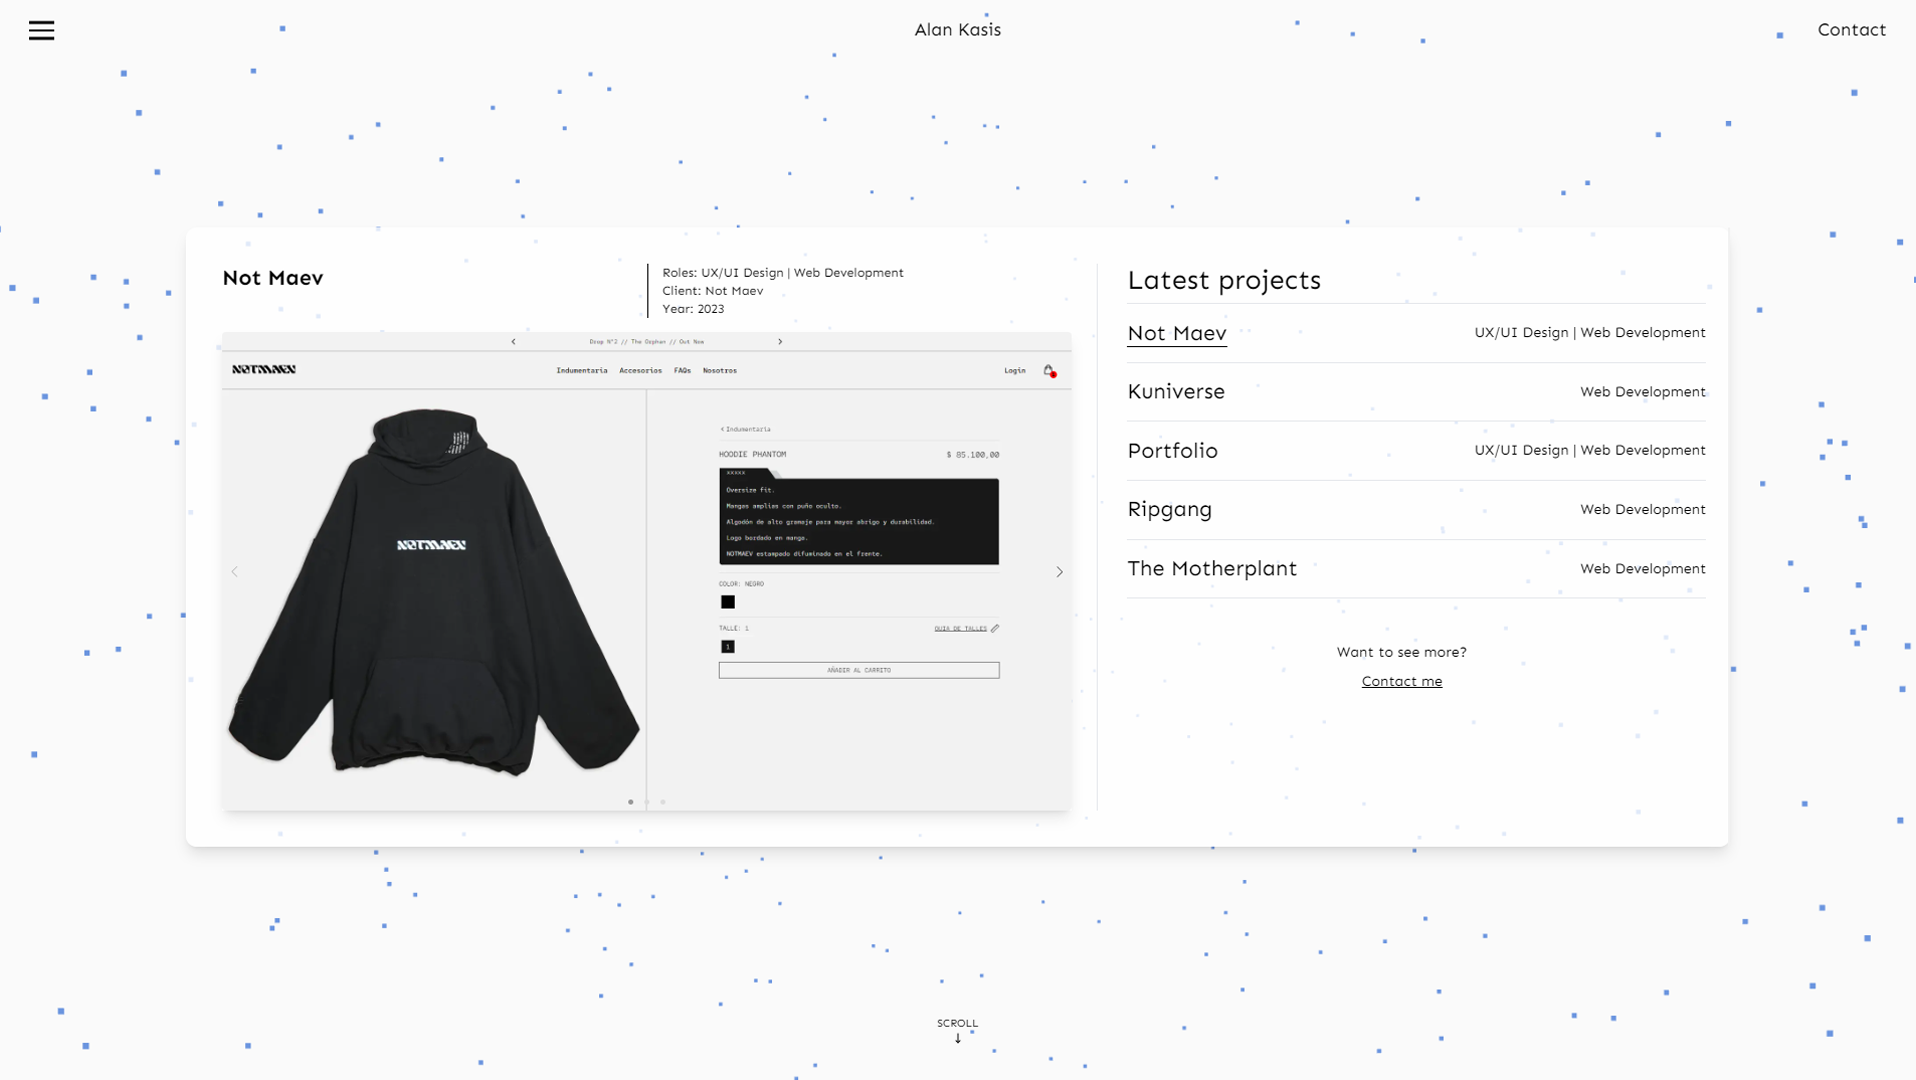 Alan Kasis
Contact
Not Maev
Roles: UX/UI Design | Web Development
Client: Not Maev
Year: 2023
Drop N°2 // The Orphan // Out Now
NOTMAEV
Indumentaria Accesorios FAQs Nosotros
Login
NOTMAEV
< Indumentaria
HOODIE PHANTOM $ 85.100,00
XXXXX
Oversize fit.
Mangas amplias con puño oculto.
Algodón de alto gramaje para mayor abrigo y durabilidad.
Logo bordado en manga.
NOTMAEV estampado difuminado en el frente.
COLOR: NEGRO
TALLE: 1 GUIA DE TALLES
1
AÑADIR AL CARRITO
Latest projects
Not Maev UX/UI Design | Web Development
Kuniverse Web Development
Portfolio UX/UI Design | Web Development
Ripgang Web Development
The Motherplant Web Development
Want to see more?
Contact me
SCROLL